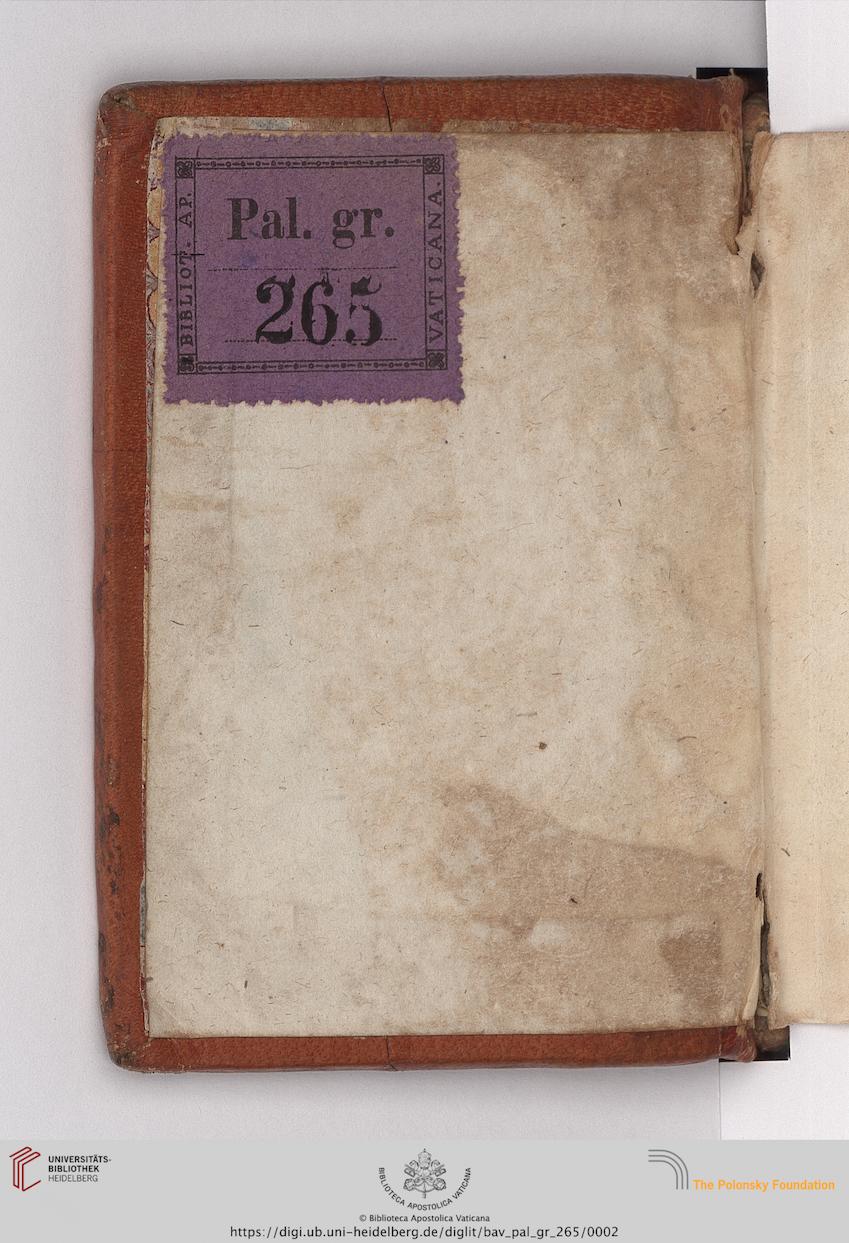 BIBLIOT. AP.
Pal. gr.
265
VATICANA.
UNIVERSITÄTS-
BIBLIOTHEK
HEIDELBERG
BIBLIOTECA APOSTOLICA VATICANA
The Polonsky Foundation
© Biblioteca Apostolica Vaticana
https://digi.ub.uni-heidelberg.de/diglit/bav_pal_gr_265/0002